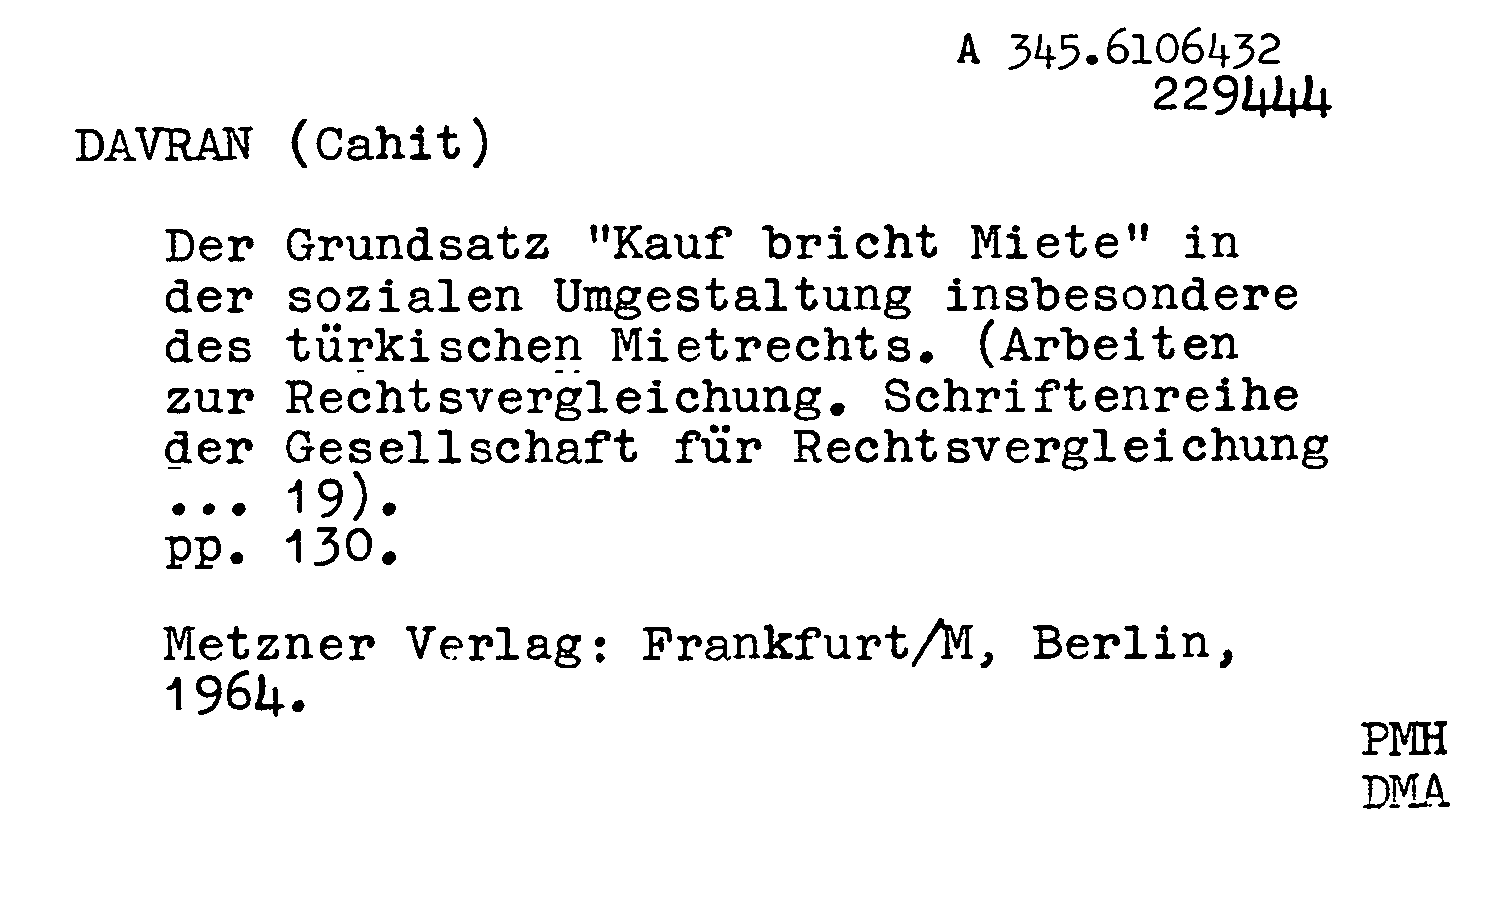 A 345.6106432
229444
DAVRAN (Cahit)
Der Grundsatz "Kauf bricht Miete" in
der sozialen Umgestaltung insbesondere
des türkischen Mietrechts. (Arbeiten
zur Rechtsvergleichung. Schriftenreihe
der Gesellschaft für Rechtsvergleichung
... 19).
pp. 130.
Metzner Verlag: Frankfurt/M, Berlin,
1964.
PMH
DMA